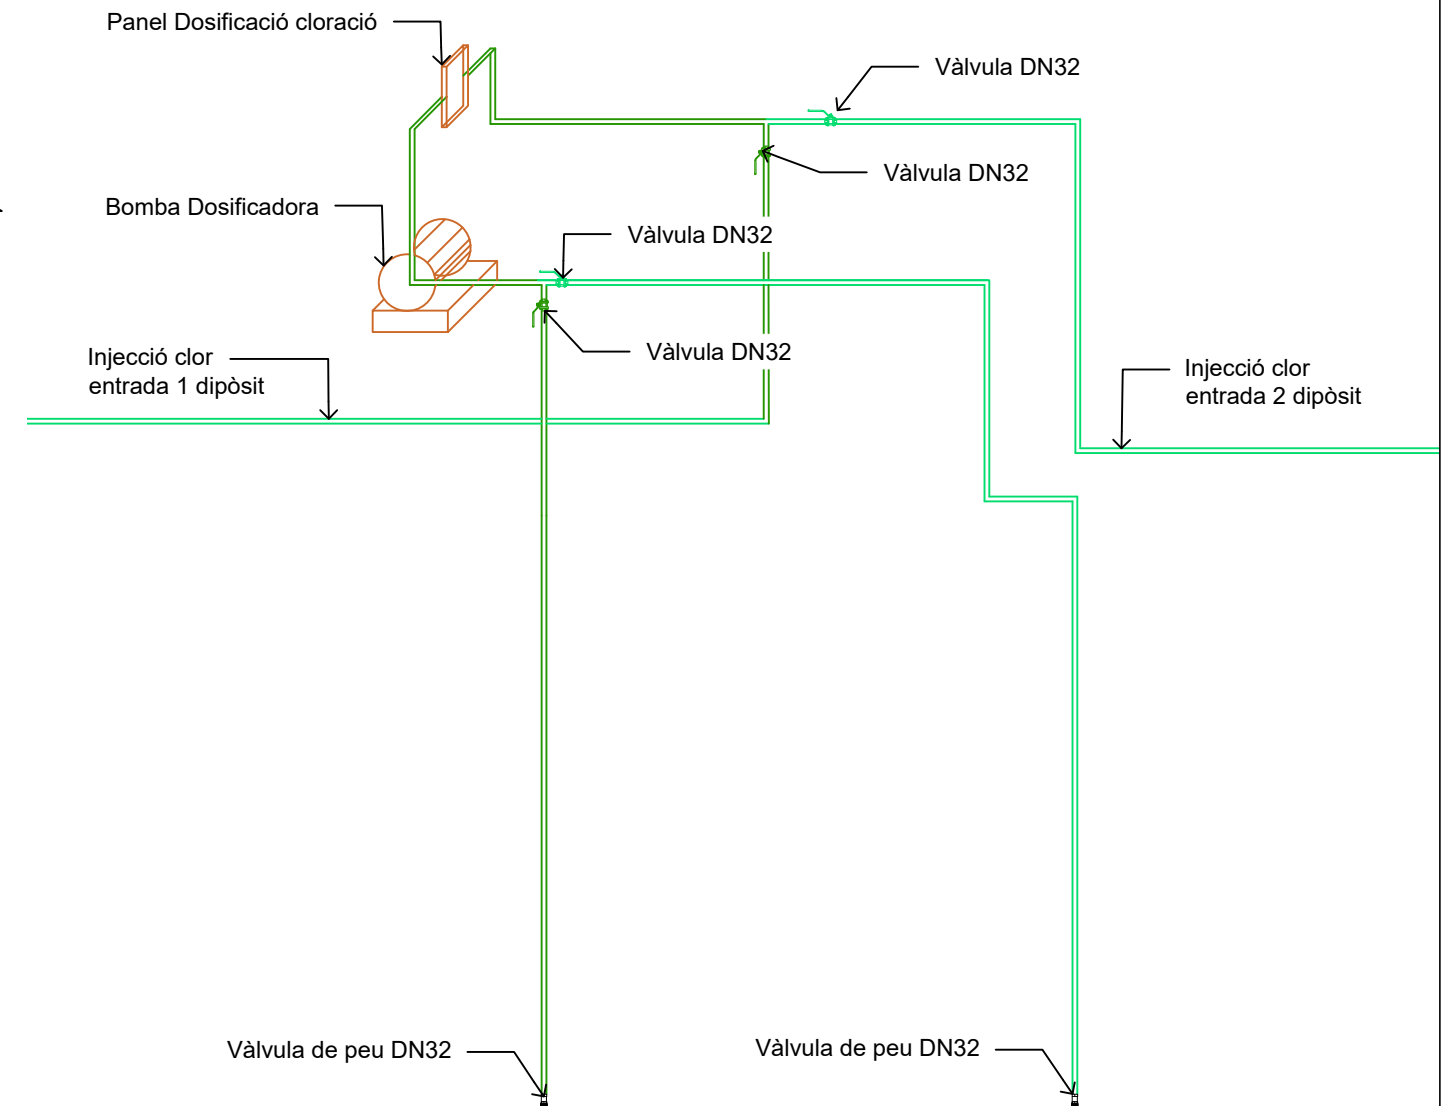 Panel Dosificació cloració
Vàlvula DN32
Vàlvula DN32
Bomba Dosificadora
Vàlvula DN32
Vàlvula DN32
Injecció clor
entrada 1 dipòsit
Injecció clor
entrada 2 dipòsit
Vàlvula de peu DN32
Vàlvula de peu DN32